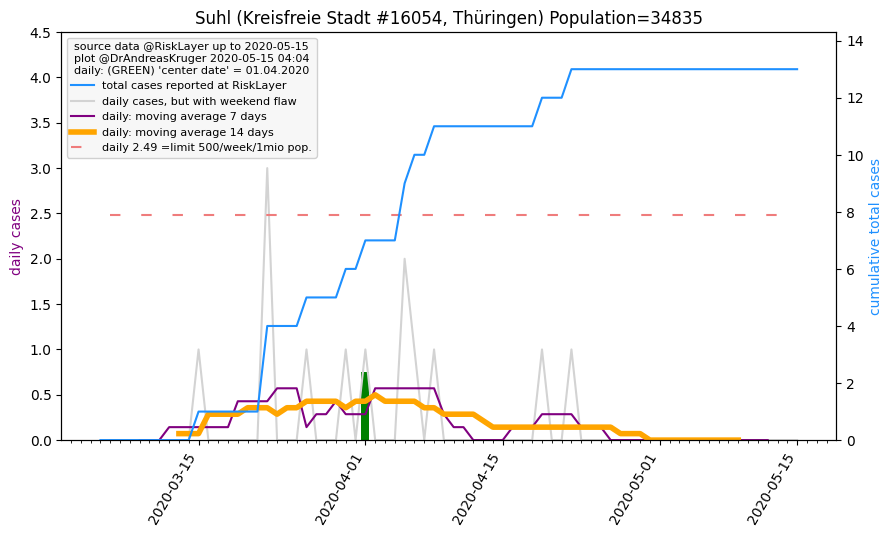 Suhl (Kreisfreie Stadt #16054, Thüringen) Population=34835
source data @RiskLayer up to 2020-05-15
plot @DrAndreasKruger 2020-05-15 04:04
daily: (GREEN) 'center date' = 01.04.2020
total cases reported at RiskLayer
daily cases, but with weekend flaw
daily: moving average 7 days
daily: moving average 14 days
daily 2.49 =limit 500/week/1mio pop.
daily cases
4.5
4.0
3.5
3.0
2.5
2.0
1.5
1.0
0.5
0.0
14
12
10
8
6
4
2
0
cumulative total cases
2020-03-15
2020-04-01
2020-04-15
2020-05-01
2020-05-15